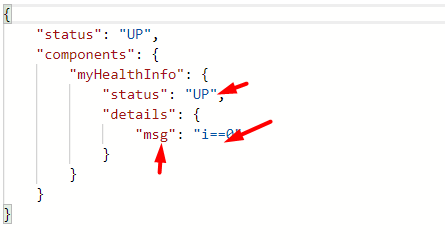 {
"status": "UP",
"components": {
"myHealthInfo": {
"status": "UP",
"details": {
"msg": "i==0"
}
}
}
}